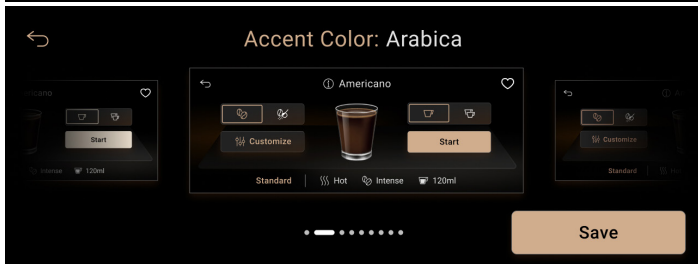 Accent Color: Arabica
Americano
Customize
Start
Standard
Hot
Intense
120ml
Start
Intense
120ml
Customize
Standard
Save